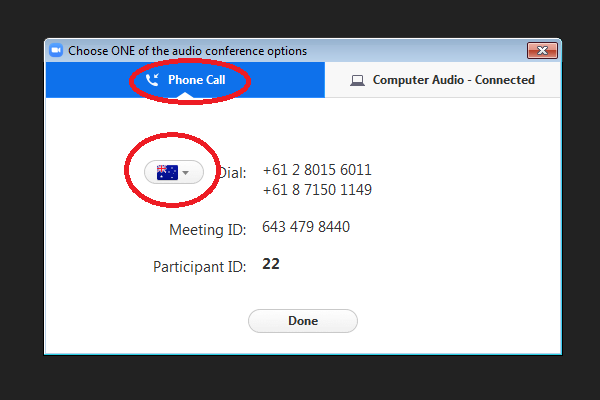 Choose ONE of the audio conference options
Phone Call
Computer Audio - Connected
Dial: +61 2 8015 6011
+61 8 7150 1149
Meeting ID: 643 479 8440
Participant ID: 22
Done